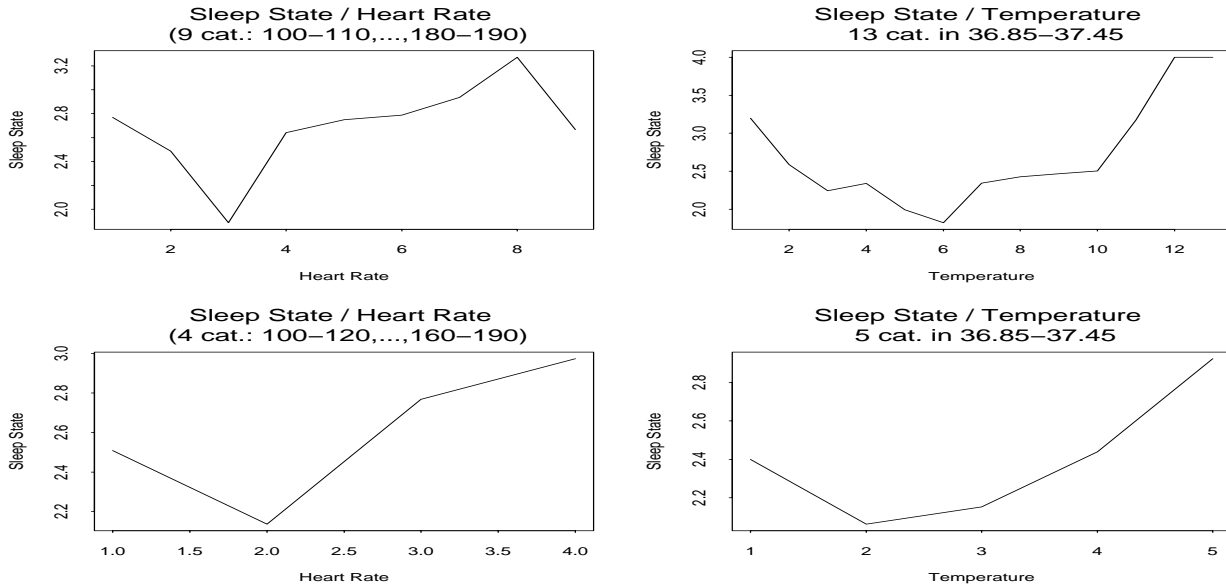 Sleep State / Heart Rate
(9 cat.: 100−110,...,180−190)
Sleep State
2.0 2.4 2.8 3.2
2 4 6 8
Heart Rate
Sleep State / Temperature
13 cat. in 36.85−37.45
Sleep State
2.0 2.5 3.0 3.5 4.0
2 4 6 8 10 12
Temperature
Sleep State / Heart Rate
(4 cat.: 100−120,...,160−190)
Sleep State
2.2 2.4 2.6 2.8 3.0
1.0 1.5 2.0 2.5 3.0 3.5 4.0
Heart Rate
Sleep State / Temperature
5 cat. in 36.85−37.45
Sleep State
2.2 2.4 2.6 2.8
1 2 3 4 5
Temperature